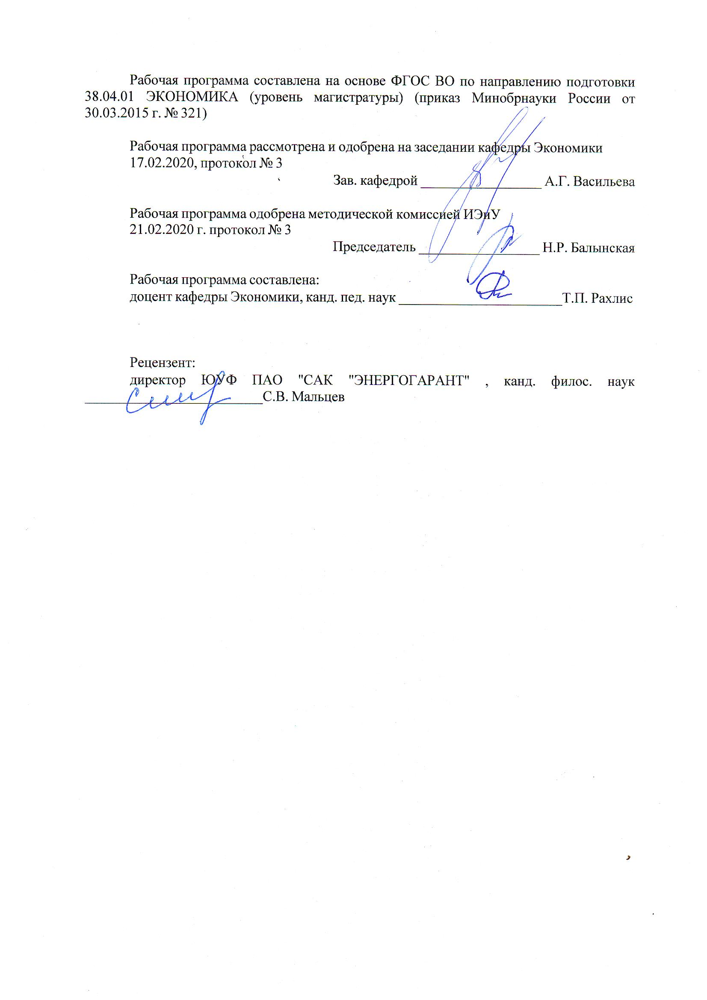 Рабочая программа составлена на основе ФГОС ВО по направлению подготовки
38.04.01 ЭКОНОМИКА (уровень магистратуры) (приказ Минобрнауки России от
30.03.2015 г. № 321)
Рабочая программа рассмотрена и одобрена на заседании кафедры Экономики
17.02.2020, протокол № 3
Зав. кафедрой _________________ А.Г. Васильева
Рабочая программа одобрена методической комиссией ИЭиУ
21.02.2020 г. протокол № 3
Председатель _________________ Н.Р. Балынская
Рабочая программа составлена:
доцент кафедры Экономики, канд. пед. наук _______________________Т.П. Рахлис
Рецензент:
директор ЮУФ ПАО "САК "ЭНЕРГОГАРАНТ" , канд. филос. наук
_________________________С.В. Мальцев